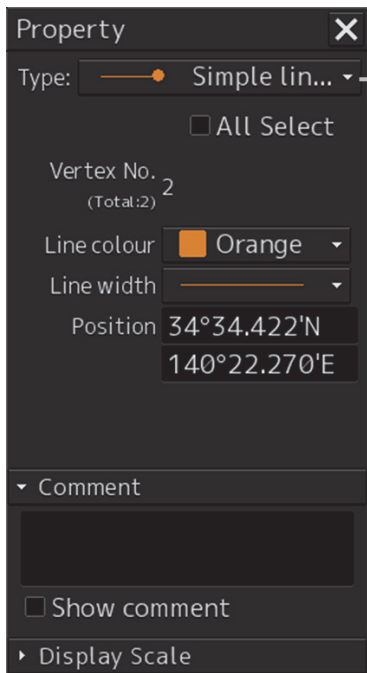 Property
Type: Simple lin...
All Select
Vertex No. 2
(Total:2)
Line colour Orange
Line width
Position 34°34.422'N
140°22.270'E
Comment
Show comment
Display Scale